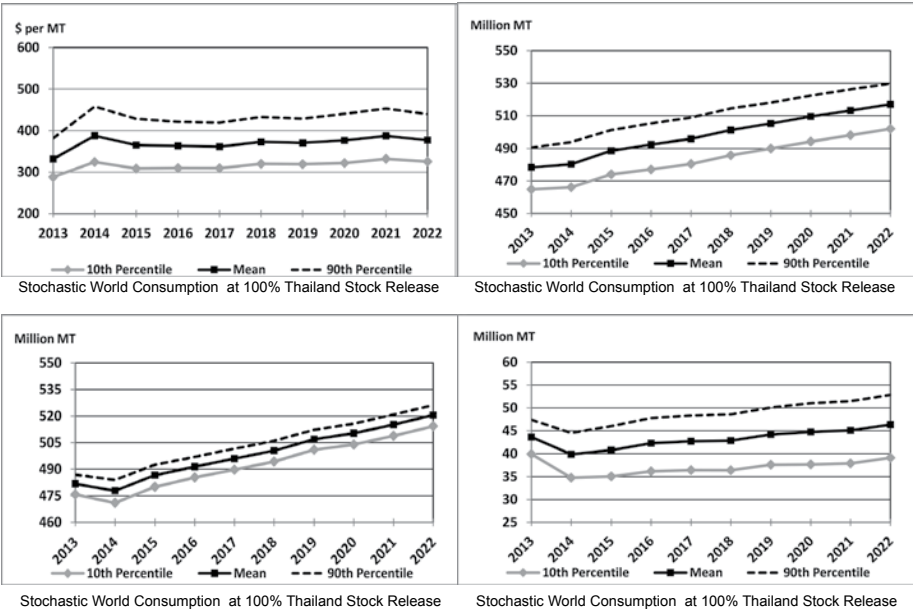 $ per MT
600
500
400
300
200
2013 2014 2015 2016 2017 2018 2019 2020 2021 2022
10th Percentile Mean 90th Percentile
Stochastic World Consumption at 100% Thailand Stock Release
Million MT
550
530
510
490
470
450
2013 2014 2015 2016 2017 2018 2019 2020 2021 2022
10th Percentile Mean 90th Percentile
Stochastic World Consumption at 100% Thailand Stock Release
Million MT
550
535
520
505
490
475
460
2013 2014 2015 2016 2017 2018 2019 2020 2021 2022
10th Percentile Mean 90th Percentile
Stochastic World Consumption at 100% Thailand Stock Release
Million MT
60
55
50
45
40
35
30
25
2013 2014 2015 2016 2017 2018 2019 2020 2021 2022
10th Percentile Mean 90th Percentile
Stochastic World Consumption at 100% Thailand Stock Release